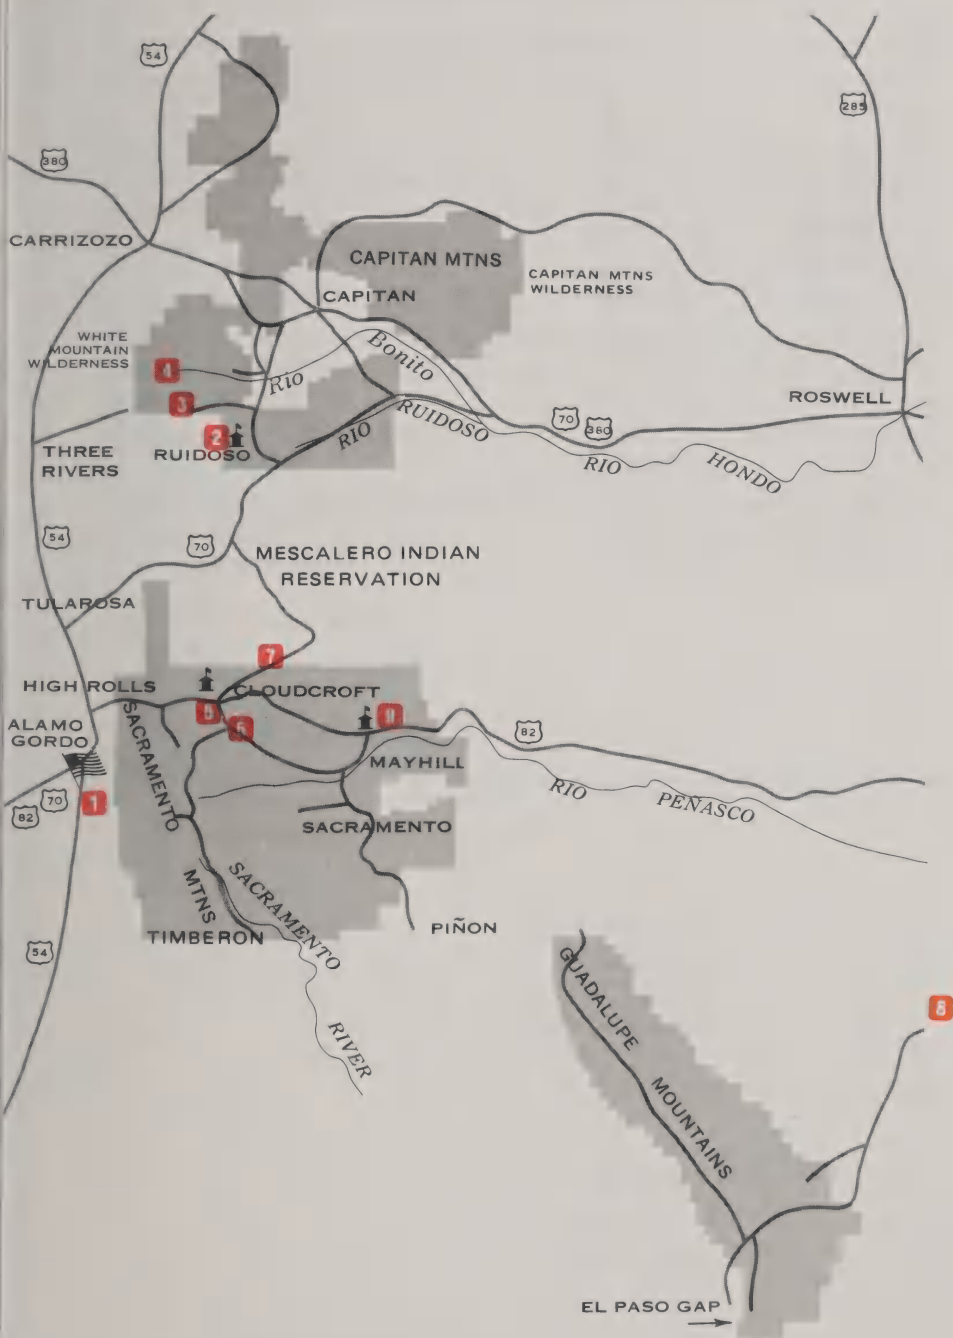 54
285
380
CARRIZOZO
CAPITAN MTNS
CAPITAN MTNS
WILDERNESS
CAPITAN
WHITE
MOUNTAIN
WILDERNESS
4
Rio
Bonito
3
2
RUIDOSO
RIO
RUIDOSO
70
380
ROSWELL
THREE
RIVERS
RIO
HONDO
54
70
MESCALERO INDIAN
RESERVATION
TULAROSA
7
HIGH ROLLS
CLOUDCROFT
6
5
ALAMO
GORDO
SACRAMENTO
MTNS
82
MAYHILL
RIO
PEÑASCO
82
70
1
SACRAMENTO
SACRAMENTO
RIVER
PIÑON
TIMBERON
54
GUADALUPE
MOUNTAINS
8
EL PASO GAP